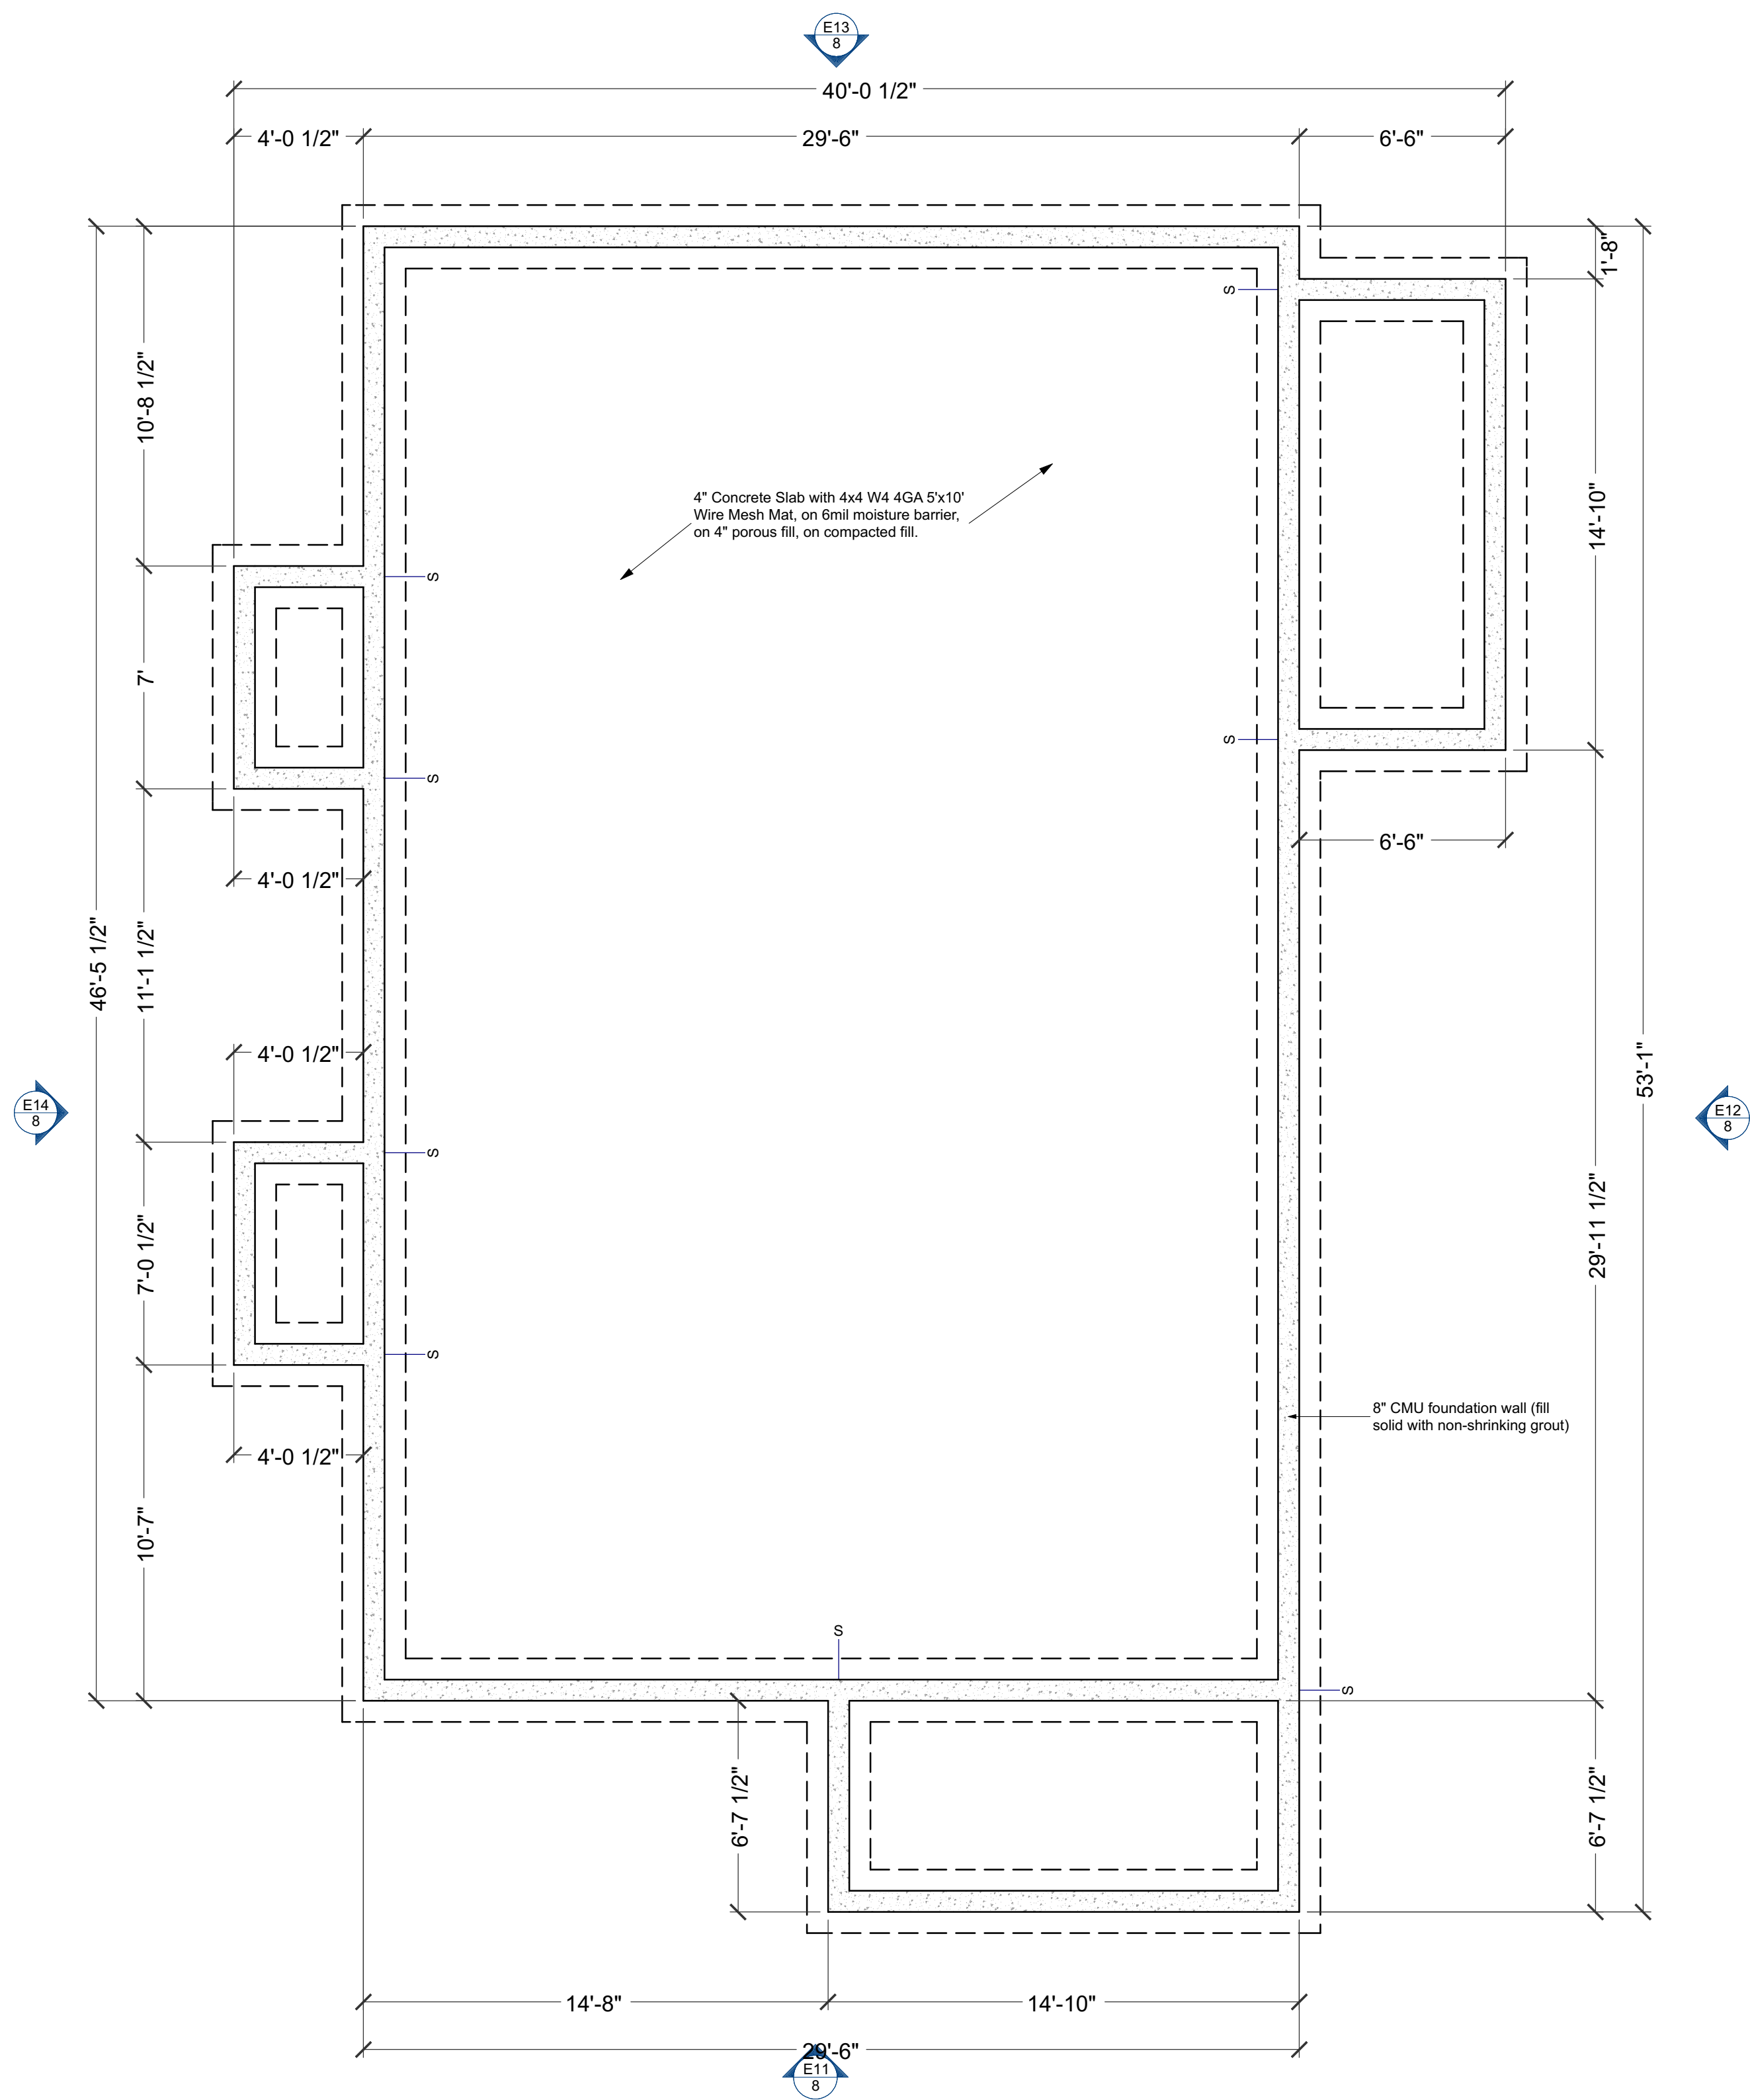 E13
8
40'-0 1/2"
4'-0 1/2"
29'-6"
6'-6"
1'-8"
S
10'-8 1/2"
4" Concrete Slab with 4x4 W4 4GA 5'x10'
Wire Mesh Mat, on 6mil moisture barrier,
on 4" porous fill, on compacted fill.
14'-10"
S
7'
S
S
6'-6"
4'-0 1/2"
46'-5 1/2"
11'-1 1/2"
4'-0 1/2"
53'-1"
E14
8
E12
8
S
7'-0 1/2"
29'-11 1/2"
S
8" CMU foundation wall (fill
solid with non-shrinking grout)
4'-0 1/2"
10'-7"
S
S
6'-7 1/2"
6'-7 1/2"
14'-8"
14'-10"
29'-6"
E11
8